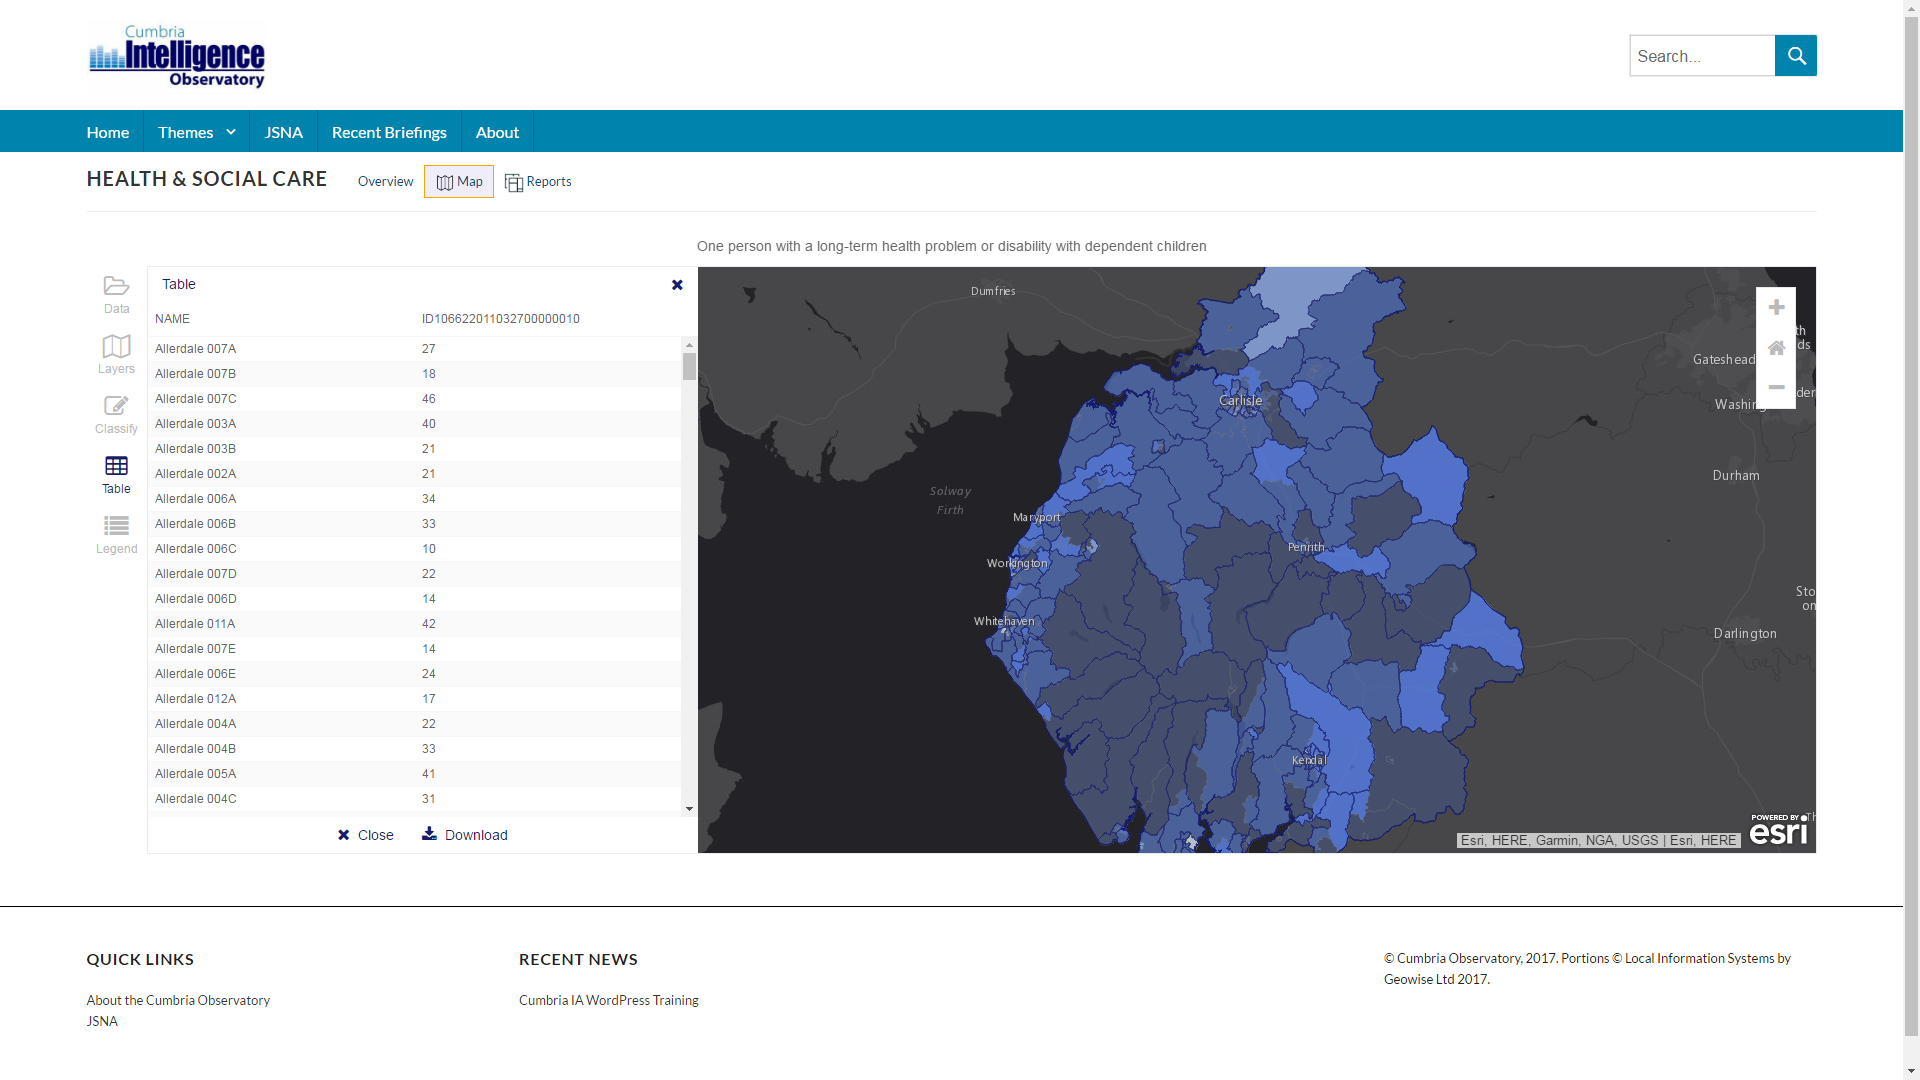 Cumbria
Intelligence
Observatory
Search...
Home
Themes
JSNA
Recent Briefings
About
HEALTH & SOCIAL CARE
Overview
Map
Reports
One person with a long-term health problem or disability with dependent children
Data
Layers
Classify
Table
Legend
Table
NAME ID106622011032700000010
Allerdale 007A 27
Allerdale 007B 18
Allerdale 007C 46
Allerdale 003A 40
Allerdale 003B 21
Allerdale 002A 21
Allerdale 006A 34
Allerdale 006B 33
Allerdale 006C 10
Allerdale 007D 22
Allerdale 006D 14
Allerdale 011A 42
Allerdale 007E 14
Allerdale 006E 24
Allerdale 012A 17
Allerdale 004A 22
Allerdale 004B 33
Allerdale 005A 41
Allerdale 004C 31
Close
Download
Dumfries
Carlisle
Solway
Firth
Maryport
Workington
Whitehaven
Penrith
Kendal
Gateshead
Durham
Darlington
Esri, HERE, Garmin, NGA, USGS | Esri, HERE
POWERED BY
esri
QUICK LINKS
About the Cumbria Observatory
JSNA
RECENT NEWS
Cumbria IA WordPress Training
© Cumbria Observatory, 2017. Portions © Local Information Systems by
Geowise Ltd 2017.